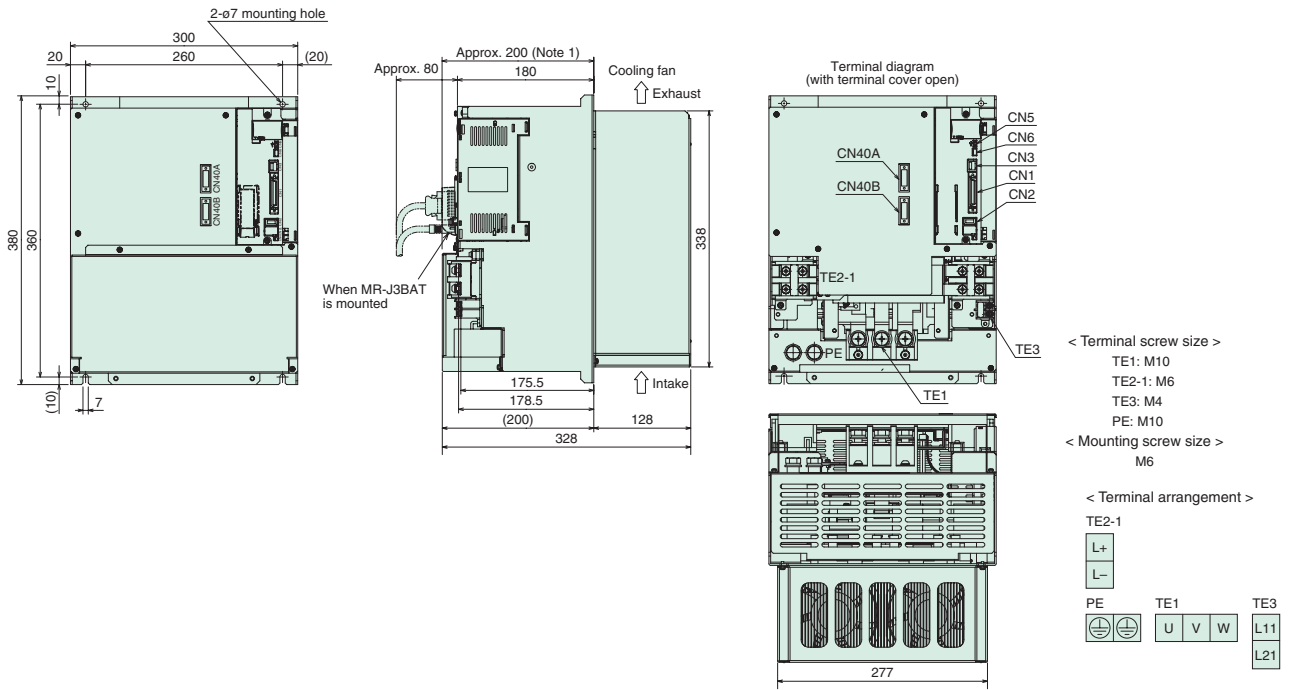 2-ø7 mounting hole
300
20
260
(20)
10
380
360
(10)
7
CN40A
CN40B
Approx. 200 (Note 1)
Approx. 80
180
Cooling fan
Exhaust
338
When MR-J3BAT
is mounted
Intake
175.5
178.5
(200)
128
328
Terminal diagram
(with terminal cover open)
CN5
CN6
CN3
CN1
CN2
CN40A
CN40B
TE2-1
PE
TE3
TE1
277
< Terminal screw size >
TE1: M10
TE2-1: M6
TE3: M4
PE: M10
< Mounting screw size >
M6
< Terminal arrangement >
TE2-1
L+
L–
PE
TE1
TE3
U V W
L11
L21